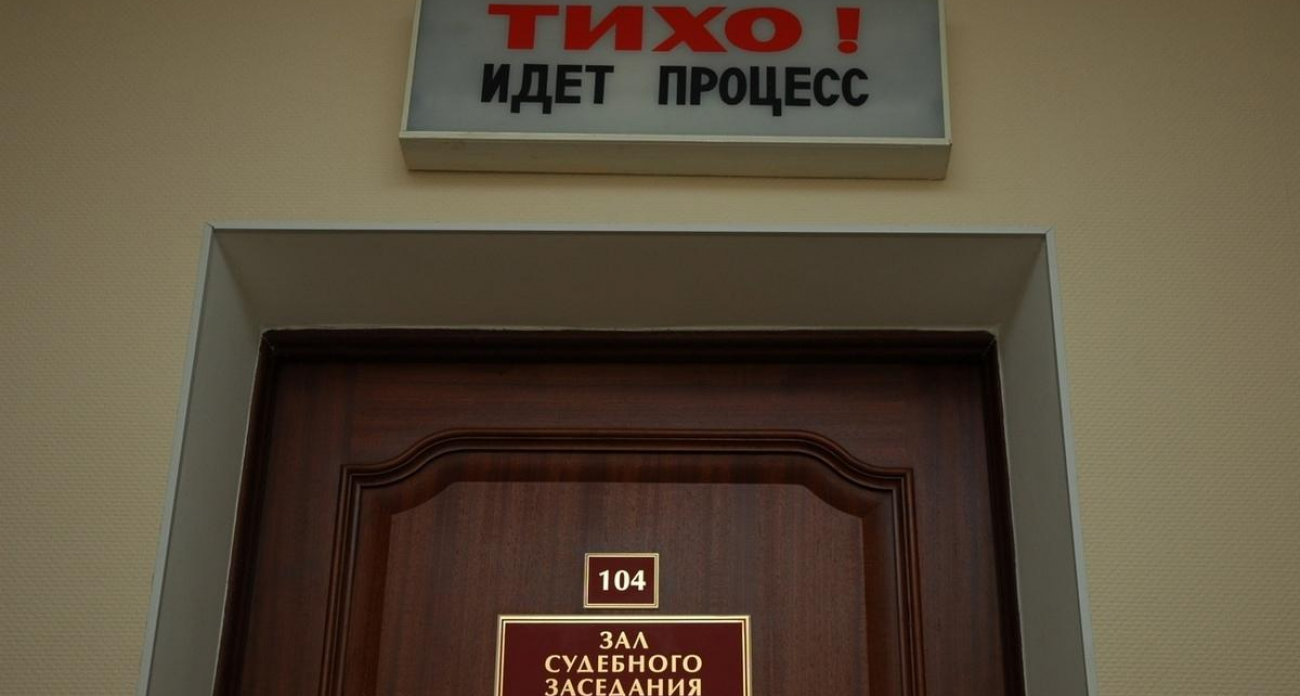 ТИХО !
ИДЕТ ПРОЦЕСС
104
ЗАЛ
СУДЕБНОГО
ЗАСЕДАНИЯ